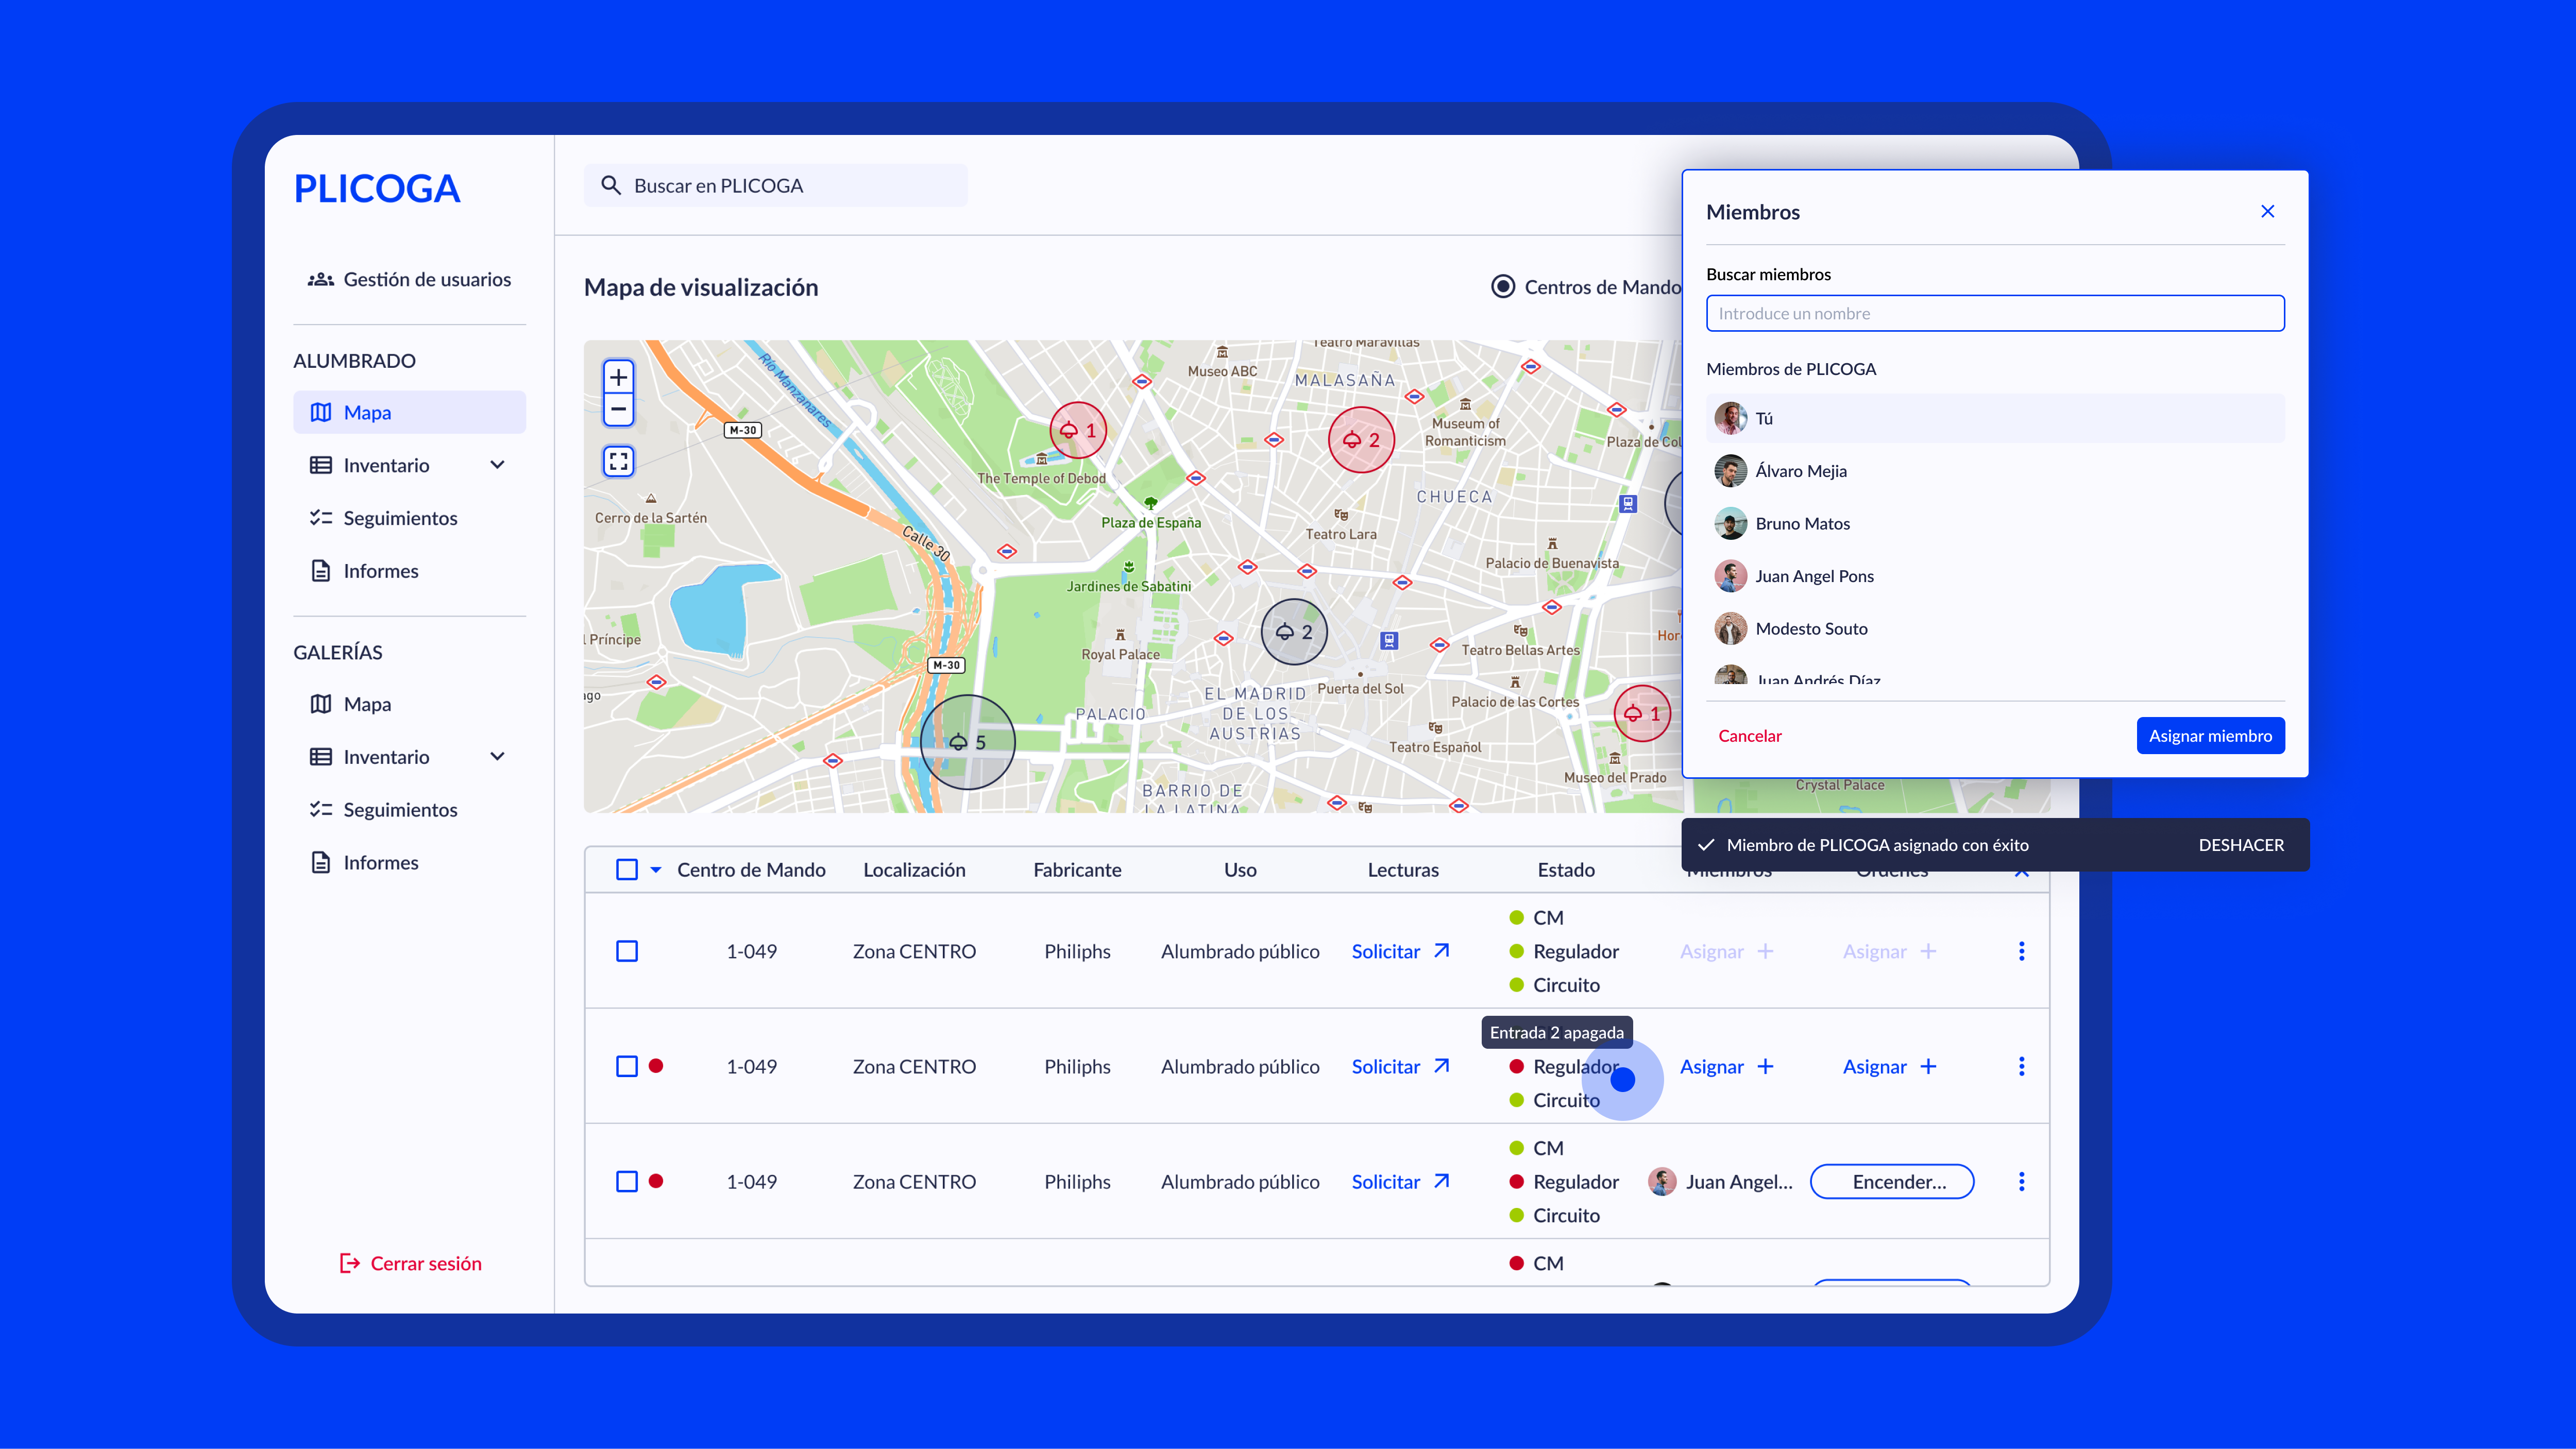 PLICOGA
Gestión de usuarios
ALUMBRADO
Mapa
Inventario
Seguimientos
Informes
GALERÍAS
Mapa
Inventario
Seguimientos
Informes
Cerrar sesión
Buscar en PLICOGA
Mapa de visualización
Centros de Mando
Río Manzanares
M-30
Cerro de la Sartén
Calle 30
Príncipe
M-30
ago
5
1
The Temple of Debod
Plaza de España
Jardines de Sabatini
Royal Palace
PALACIO
BARRIO DE
LA LATINA
Museo ABC
Teatro Maravillas
MALASAÑA
2
Museum of
Romanticism
Plaza de Col
CHUECA
Teatro Lara
Palacio de Buenavista
2
Teatro Bellas Artes
Hor
EL MADRID
DE LOS
AUSTRIAS
Puerta del Sol
Palacio de las Cortes
1
Teatro Español
Museo del Prado
Crystal Palace
Miembros
Buscar miembros
Introduce un nombre
Miembros de PLICOGA
Tú
Álvaro Mejia
Bruno Matos
Juan Angel Pons
Modesto Souto
Juan Andrés Díaz
Cancelar
Asignar miembro
Miembro de PLICOGA asignado con éxito
DESHACER
Centro de Mando
Localización
Fabricante
Uso
Lecturas
Estado
Miembros
Órdenes
1-049
Zona CENTRO
Philiphs
Alumbrado público
Solicitar
CM
Regulador
Circuito
Asignar +
Asignar +
1-049
Zona CENTRO
Philiphs
Alumbrado público
Solicitar
Entrada 2 apagada
Regulador
Circuito
Asignar +
Asignar +
1-049
Zona CENTRO
Philiphs
Alumbrado público
Solicitar
CM
Regulador
Circuito
Juan Angel...
Encender...
CM